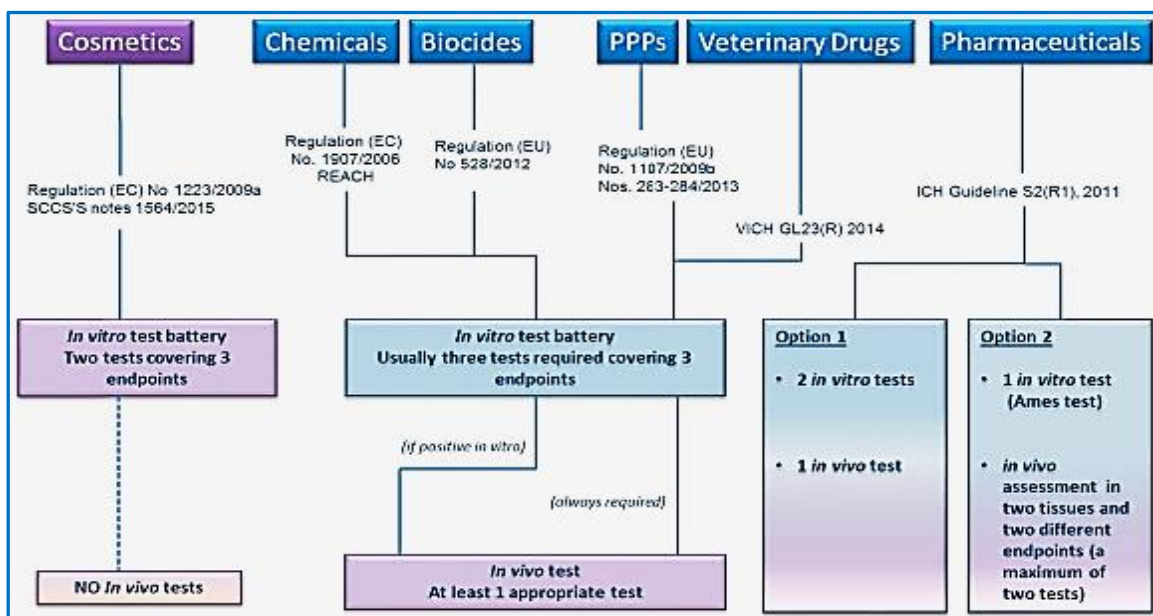 Cosmetics
Chemicals
Biocides
PPPs
Veterinary Drugs
Pharmaceuticals
Regulation (EC) No 1223/2009a
SCCS'S notes 1564/2015
Regulation (EC)
No. 1907/2006
REACH
Regulation (EU)
No 528/2012
Regulation (EU)
No. 1107/2009b
Nos. 283-284/2013
VICH GL23(R) 2014
ICH Guideline S2(R1), 2011
In vitro test battery
Two tests covering 3
endpoints
NO In vivo tests
In vitro test battery
Usually three tests required covering 3
endpoints
(if positive in vitro)
(always required)
In vivo test
At least 1 appropriate test
Option 1
• 2 in vitro tests
• 1 in vivo test
Option 2
• 1 in vitro test
(Ames test)
• in vivo
assessment in
two tissues and
two different
endpoints (a
maximum of
two tests)